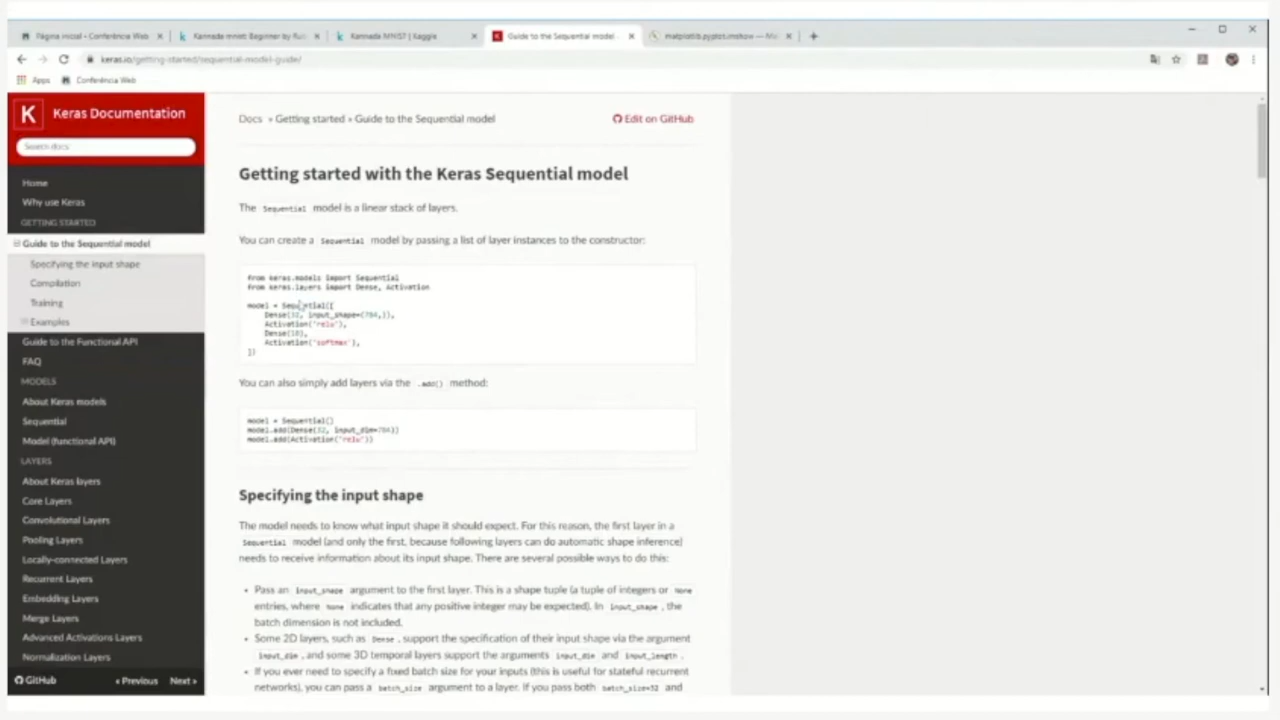 Página inicial - Conferência Web
Kannada mnist: Beginner by
Kannada MNIST | Kaggle
Guide to the Sequential model -
matplotlib.pyplot.imshow —
keras.io/getting-started/sequential-model-guide/
Apps
Conferência Web
K
Keras Documentation
Search docs
Home
Why use Keras
GETTING STARTED
Guide to the Sequential model
Specifying the input shape
Compilation
Training
Examples
Guide to the Functional API
FAQ
MODELS
About Keras models
Sequential
Model (functional API)
LAYERS
About Keras layers
Core Layers
Convolutional Layers
Pooling Layers
Locally-connected Layers
Recurrent Layers
Embedding Layers
Merge Layers
Advanced Activations Layers
Normalization Layers
GitHub
« Previous
Next »
Docs » Getting started » Guide to the Sequential model
Edit on GitHub
Getting started with the Keras Sequential model
The Sequential model is a linear stack of layers.
You can create a Sequential model by passing a list of layer instances to the constructor:
from keras.models import Sequential
from keras.layers import Dense, Activation
model = Sequential([
Dense(32, input_shape=(784,)),
Activation('relu'),
Dense(10),
Activation('softmax'),
])
You can also simply add layers via the .add() method:
model = Sequential()
model.add(Dense(32, input_dim=784))
model.add(Activation('relu'))
Specifying the input shape
The model needs to know what input shape it should expect. For this reason, the first layer in a
Sequential model (and only the first, because following layers can do automatic shape inference)
needs to receive information about its input shape. There are several possible ways to do this:
• Pass an input_shape argument to the first layer. This is a shape tuple (a tuple of integers or None
entries, where None indicates that any positive integer may be expected). In input_shape, the
batch dimension is not included.
• Some 2D layers, such as Dense, support the specification of their input shape via the argument
input_dim, and some 3D temporal layers support the arguments input_dim and input_length.
• If you ever need to specify a fixed batch size for your inputs (this is useful for stateful recurrent
networks), you can pass a batch_size argument to a layer. If you pass both batch_size=32 and